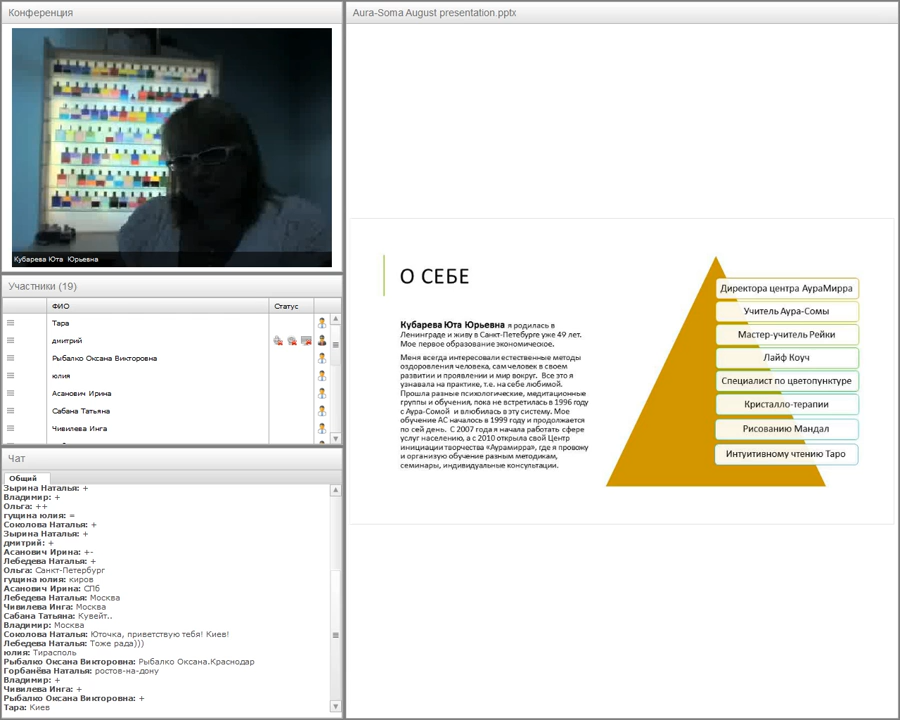 Конференция
Кубарева Юта Юрьевна
Участники (19)
ФИО
Статус
Тара
дмитрий
Рыбалко Оксана Викторовна
юлия
Асанович Ирина
Сабана Татьяна
Чивилева Инга
Чат
Общий
Зырина Наталья: +
Владимир: +
Ольга: ++
гущина юлия: =
Соколова Наталья: +
Зырина Наталья: +
дмитрий: +
Асанович Ирина: +-
Лебедева Наталья: +
Ольга: Санкт-Петербург
гущина юлия: киров
Асанович Ирина: СПб
Лебедева Наталья: Москва
Чивилева Инга: Москва
Сабана Татьяна: Кувейт..
Владимир: Москва
Соколова Наталья: Юточка, приветствую тебя! Киев!
Лебедева Наталья: Тоже рада)))
юлия: Тирасполь
Рыбалко Оксана Викторовна: Рыбалко Оксана.Краснодар
Горбанёва Наталья: ростов-на-дону
Владимир: +
Чивилева Инга: +
Рыбалко Оксана Викторовна: +
Тара: Киев
Aura-Soma August presentation.pptx
О СЕБЕ
Кубарева Юта Юрьевна я родилась в
Ленинграде и живу в Санкт-Петебурге уже 49 лет.
Мое первое образование экономическое.
Меня всегда интересовали естественные методы
оздоровления человека, сам человек в своем
развитии и проявлении и мир вокруг. Все это я
узнавала на практике, т.е. на себе любимой.
Прошла разные психологические, медитационные
группы и обучения, пока не встретилась в 1996 году
с Аура-Сомой и влюбилась в эту систему. Мое
обучение АС началось в 1999 году и продолжается
по сей день. С 2007 года я начала работать сфере
услуг населению, а с 2010 открыла свой Центр
инициации творчества «Аурамирра», где я провожу
и организую обучение разным методикам,
семинары, индивидуальные консультации.
Директора центра АураМирра
Учитель Аура-Сомы
Мастер-учитель Рейки
Лайф Коуч
Специалист по цветопунктуре
Кристалло-терапии
Рисованию Мандал
Интуитивному чтению Таро